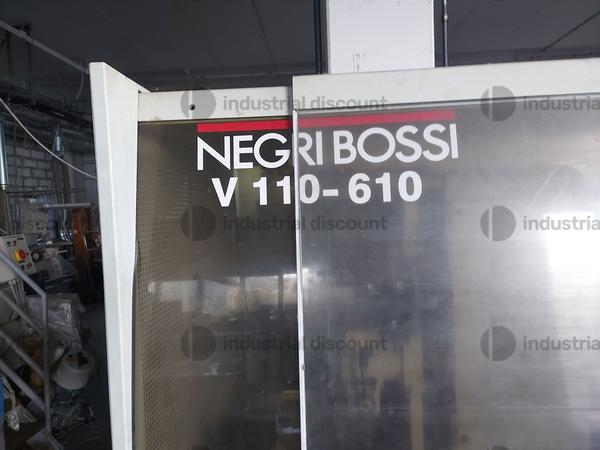 industrial discount
industrial
NEGRI BOSSI
V 110-610
industrial discount
industrial
industrial discount
industrial